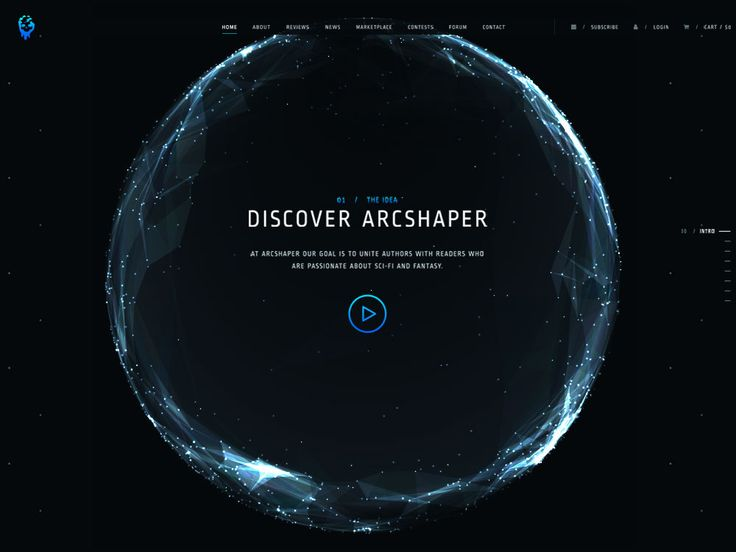 HOME ABOUT REVIEWS NEWS MARKETPLACE CONTESTS FORUM CONTACT / SUBSCRIBE / LOGIN / CART / $0
01 / THE IDEA
DISCOVER ARCSHAPER
/ INTRO
AT ARCSHAPER OUR GOAL IS TO UNITE AUTHORS WITH READERS WHO
ARE PASSIONATE ABOUT SCI-FI AND FANTASY.